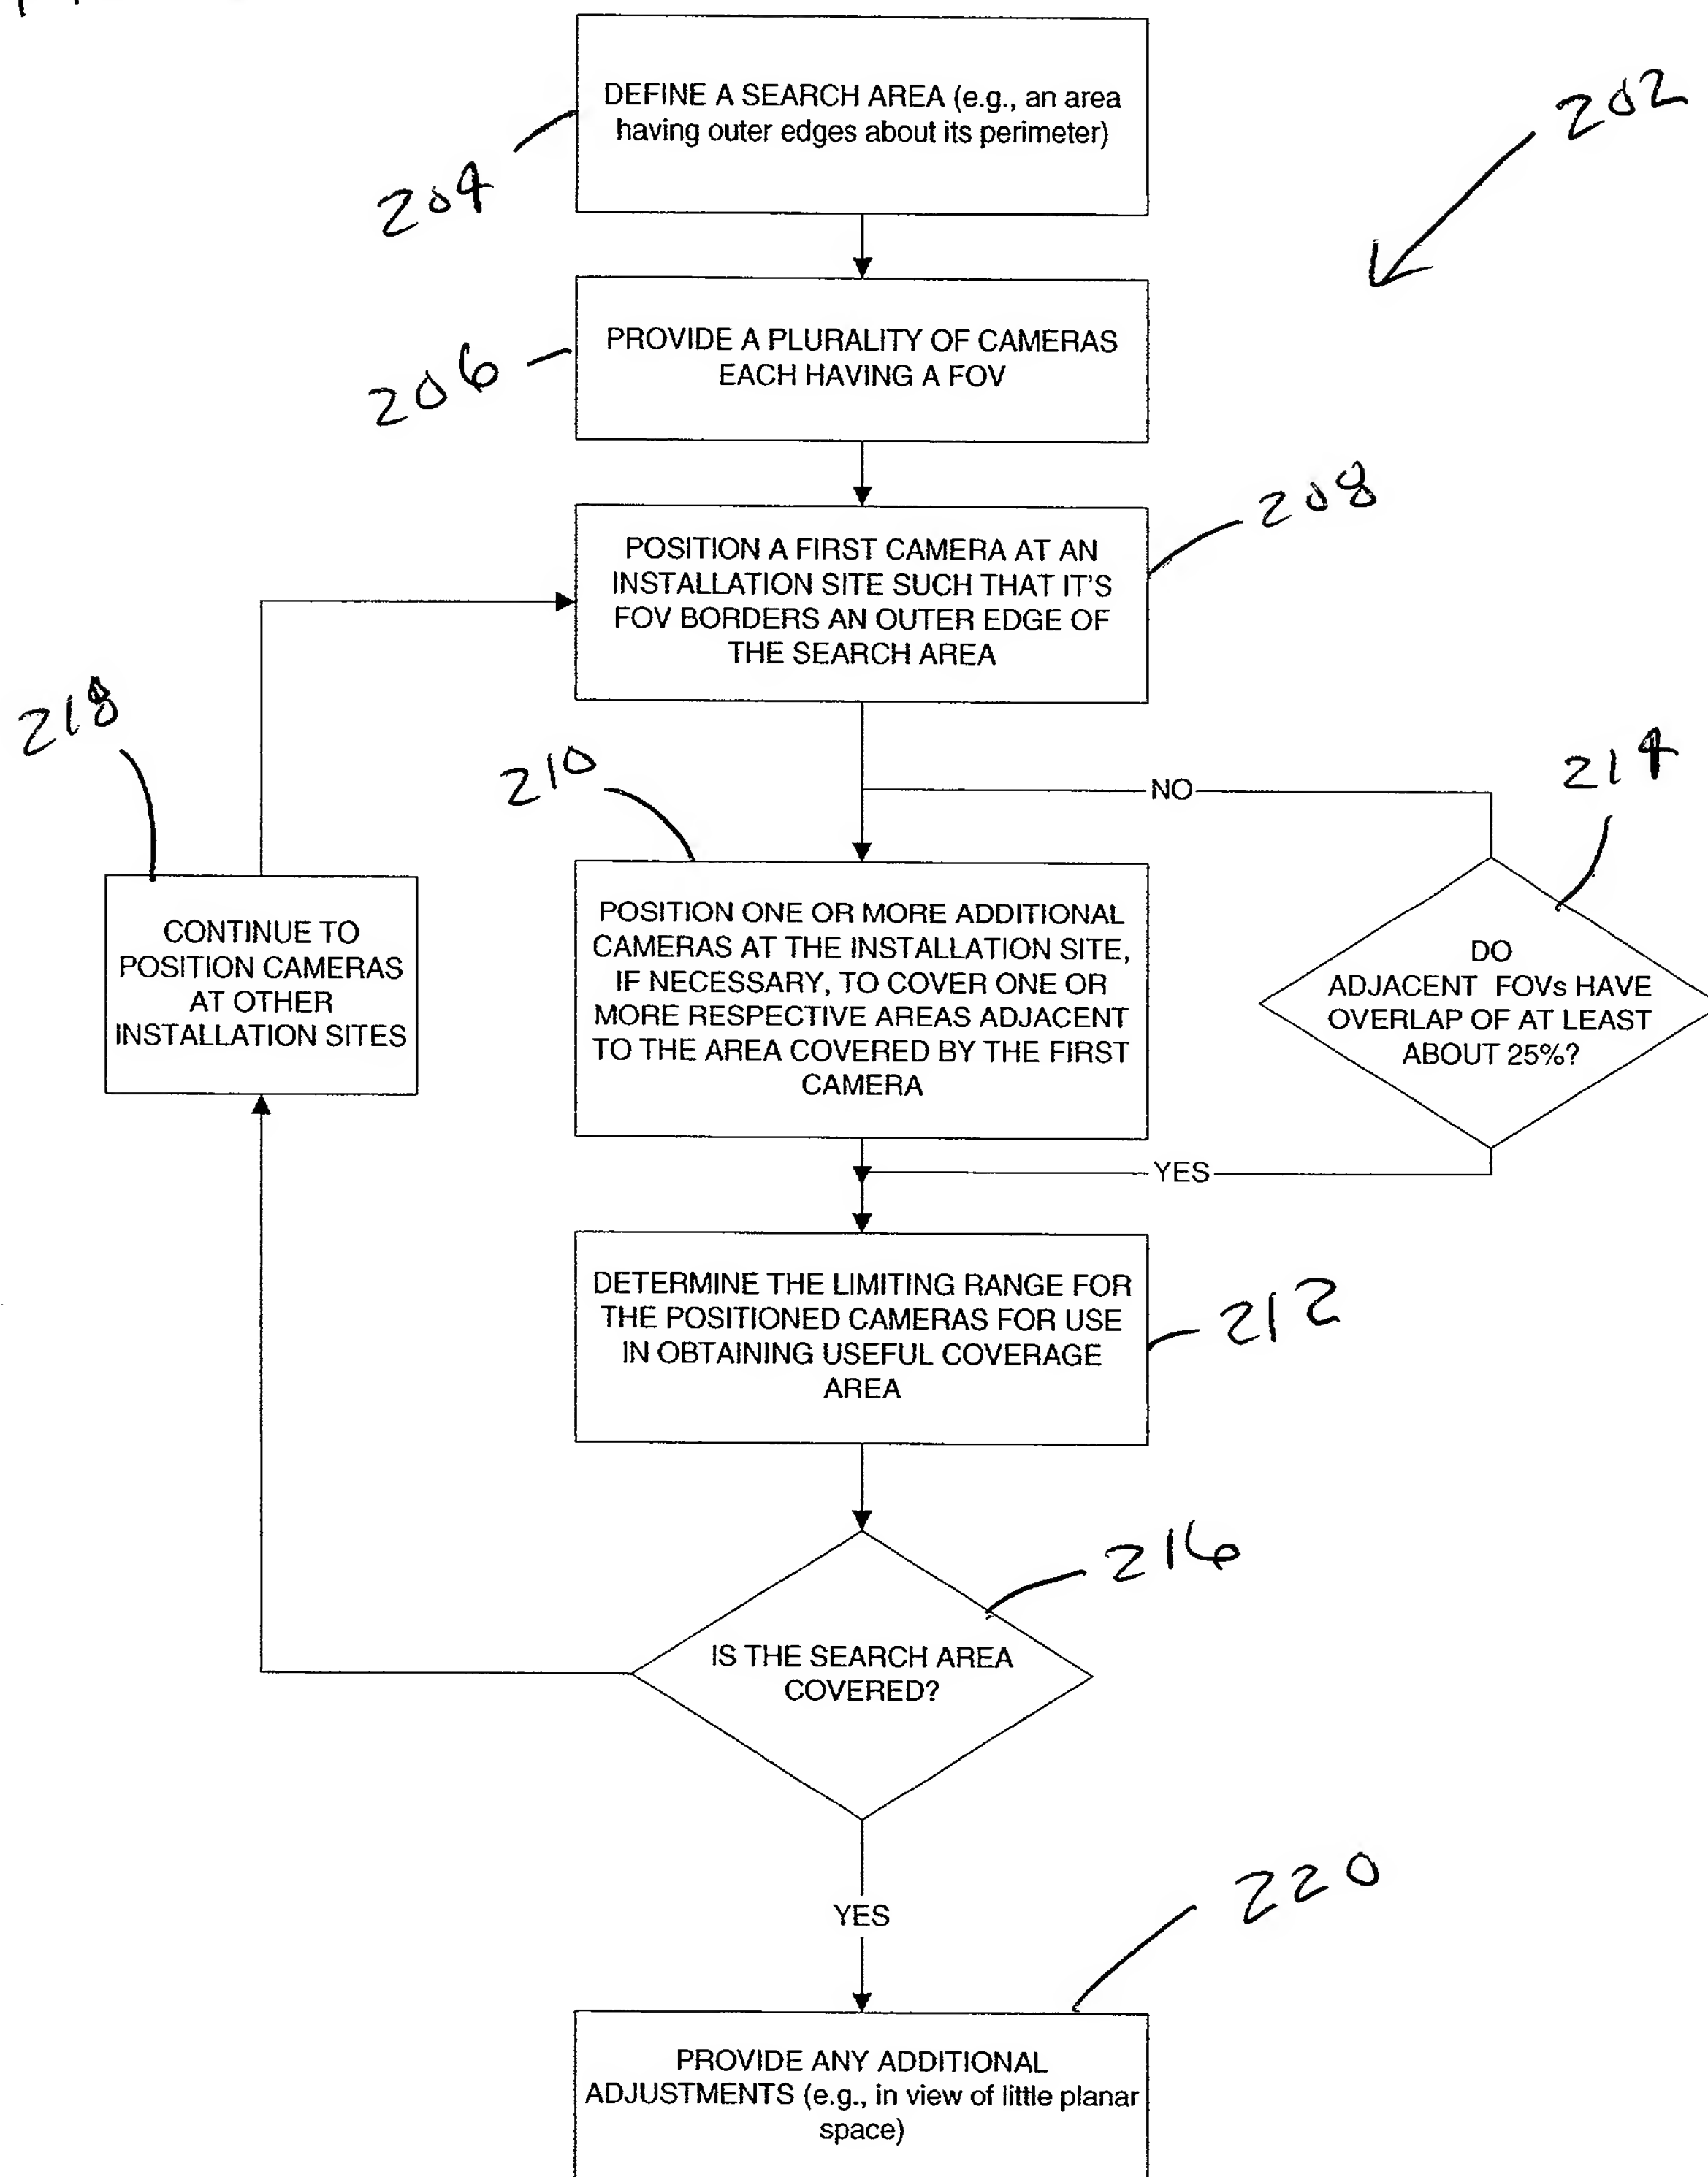 DEFINE A SEARCH AREA (e.g., an area
having outer edges about its perimeter)
202
204
PROVIDE A PLURALITY OF CAMERAS
EACH HAVING A FOV
206
POSITION A FIRST CAMERA AT AN
INSTALLATION SITE SUCH THAT IT'S
FOV BORDERS AN OUTER EDGE OF
THE SEARCH AREA
208
218
210
NO
214
CONTINUE TO
POSITION CAMERAS
AT OTHER
INSTALLATION SITES
POSITION ONE OR MORE ADDITIONAL
CAMERAS AT THE INSTALLATION SITE,
IF NECESSARY, TO COVER ONE OR
MORE RESPECTIVE AREAS ADJACENT
TO THE AREA COVERED BY THE FIRST
CAMERA
DO
ADJACENT FOVs HAVE
OVERLAP OF AT LEAST
ABOUT 25%?
YES
DETERMINE THE LIMITING RANGE FOR
THE POSITIONED CAMERAS FOR USE
IN OBTAINING USEFUL COVERAGE
AREA
212
216
IS THE SEARCH AREA
COVERED?
YES
220
PROVIDE ANY ADDITIONAL
ADJUSTMENTS (e.g., in view of little planar
space)